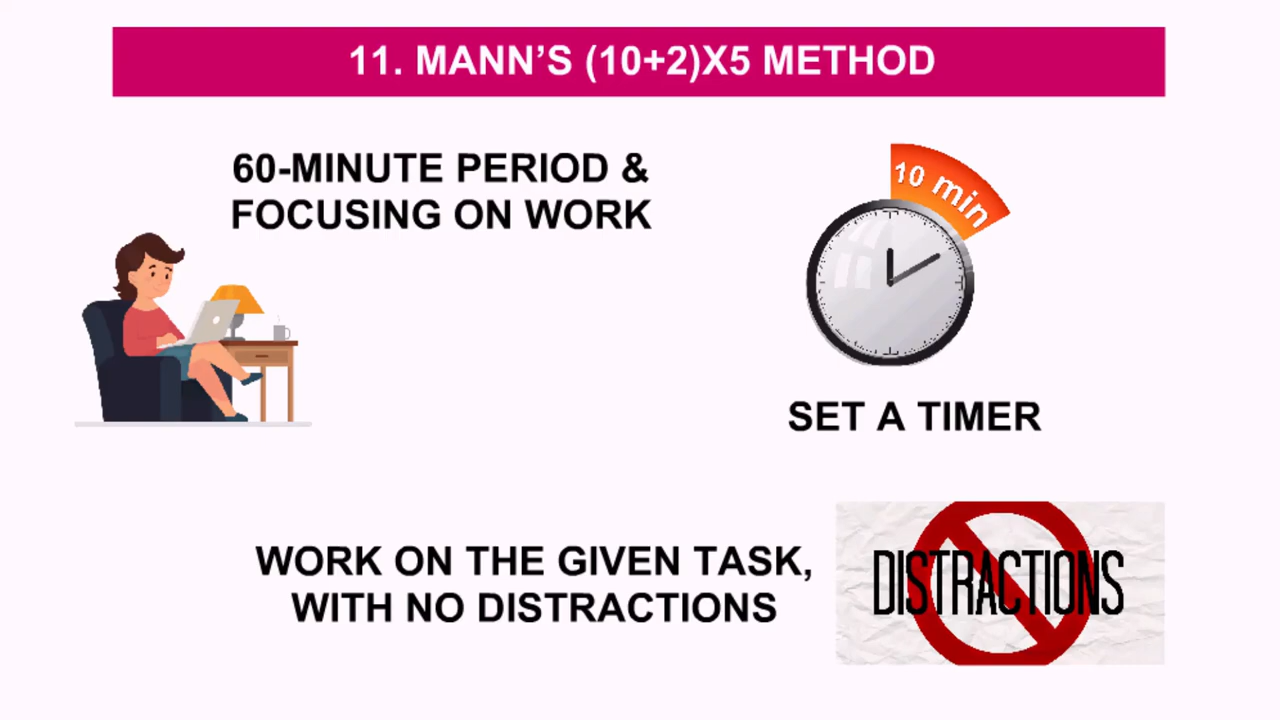 11. MANN’S (10+2)X5 METHOD
60-MINUTE PERIOD &
FOCUSING ON WORK
10 min
SET A TIMER
WORK ON THE GIVEN TASK,
WITH NO DISTRACTIONS
DISTRACTIONS